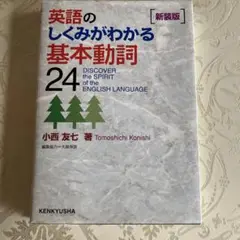 英語の
[新装版]
しくみがわかる
基本動詞
24
DISCOVER
the SPIRIT
of the
ENGLISH LANGUAGE
小西 友七 著 Tomoshichi Konishi
KENKYUSHA